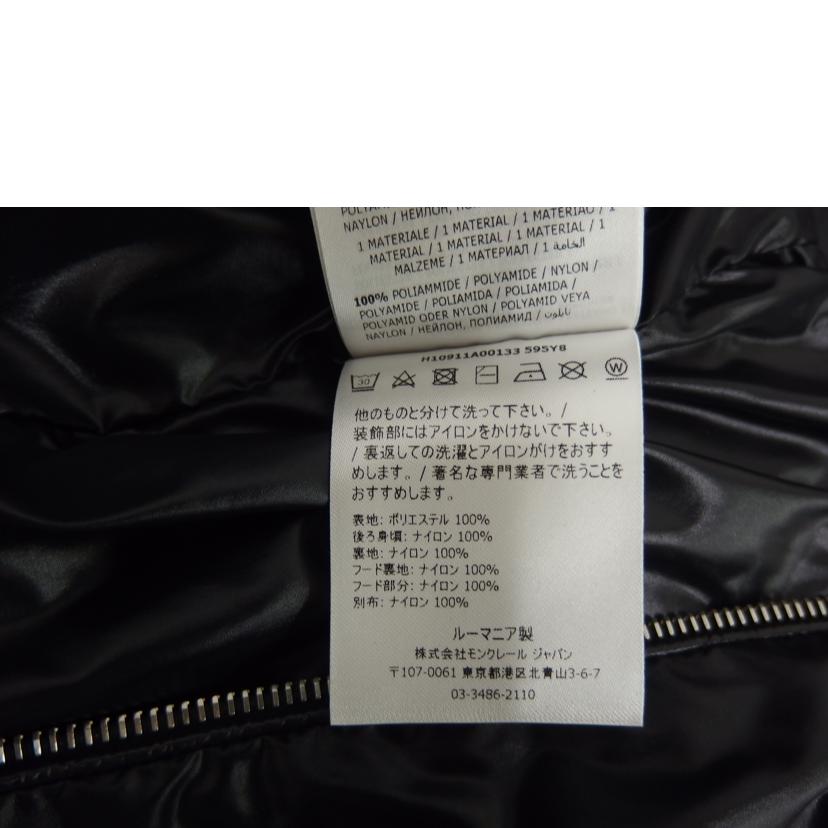 NAYLON / НЕЙЛОН,
1 MATERIALE / 1 MATERIAL / 1 MATERIAU / 1
MATERIAL / 1 MATERIAL / 1 MATERIAL / 1
MALZEME / 1 МАТЕРИАЛ / 1 الخامة
100% POLIAMMIDE / POLYAMIDE / NYLON /
POLYAMIDE / POLIAMIDA / POLIAMIDA /
POLYAMID ODER NYLON / POLYAMID VEYA
NAYLON / НЕЙЛОН, ПОЛИАМИД / نايلون
H10911A00133 595Y8
30
W
他のものと分けて洗って下さい。/
装飾部にはアイロンをかけないで下さい。
/ 裏返しての洗濯とアイロンがけをおすす
めします。/ 著名な専門業者で洗うことを
おすすめします。
表地: ポリエステル 100%
後ろ身頃: ナイロン 100%
裏地: ナイロン 100%
フード裏地: ナイロン 100%
フード部分: ナイロン 100%
別布: ナイロン 100%
ルーマニア製
株式会社モンクレール ジャパン
〒107-0061 東京都港区北青山3-6-7
03-3486-2110